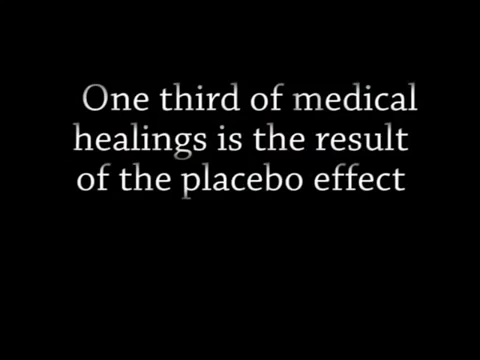 One third of medical
healings is the result
of the placebo effect